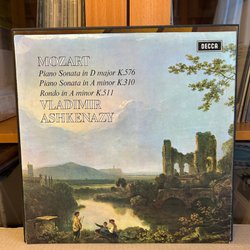 MOZART
DECCA
Piano Sonata in D major K.576
Piano Sonata in A minor K.310
Rondo in A minor K.511
VLADIMIR
ASHKENAZY